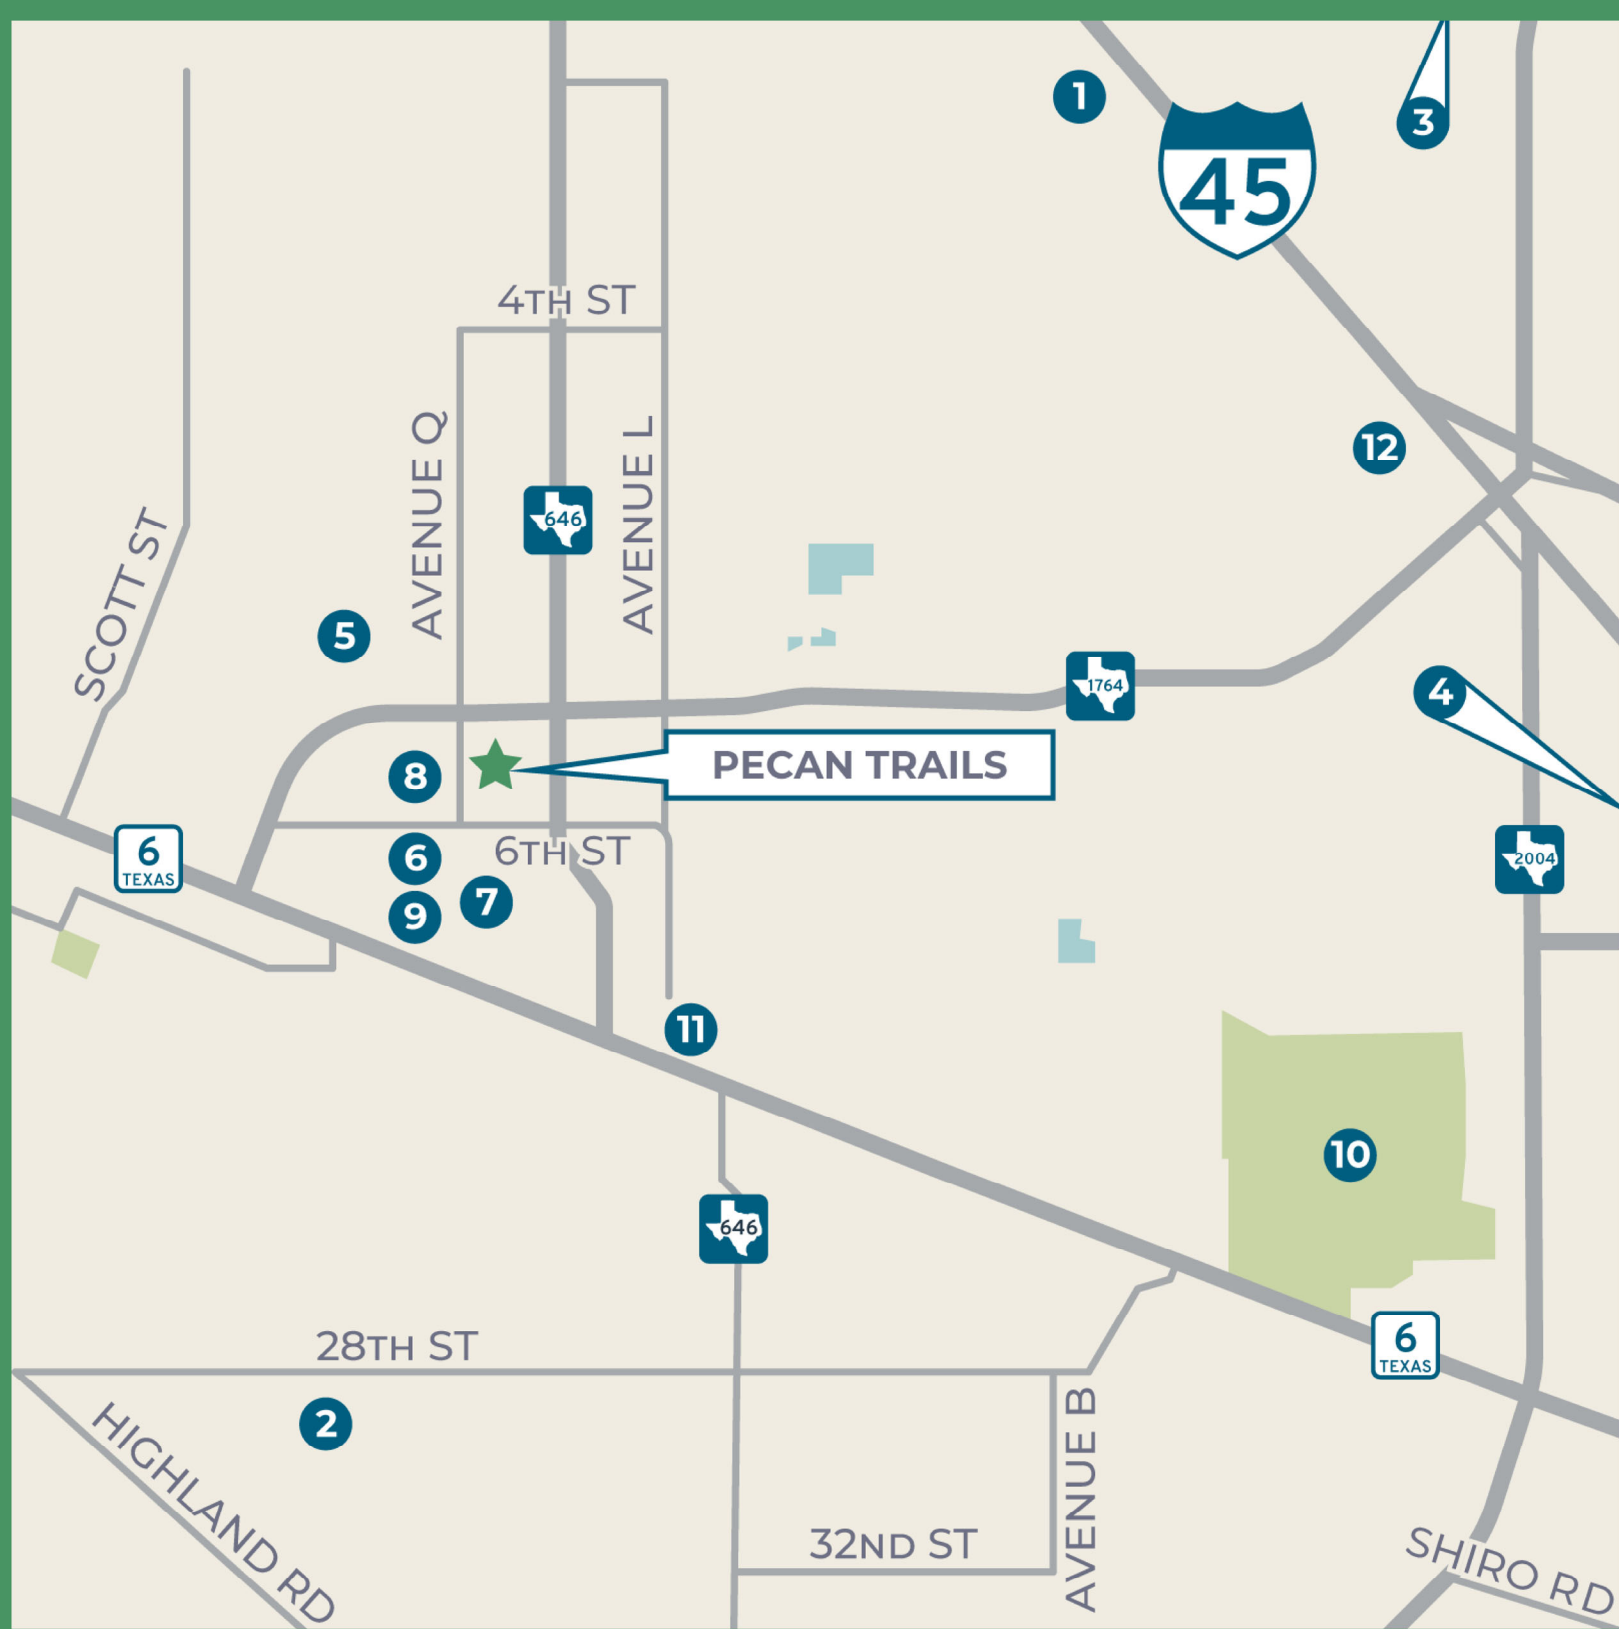 1
3
45
4TH ST
AVENUE Q
AVENUE L
12
646
SCOTT ST
5
1764
4
PECAN TRAILS
8
6
TEXAS
6TH ST
6
2004
7
9
11
10
646
6
TEXAS
28TH ST
2
HIGHLAND RD
AVENUE B
32ND ST
SHIRO RD